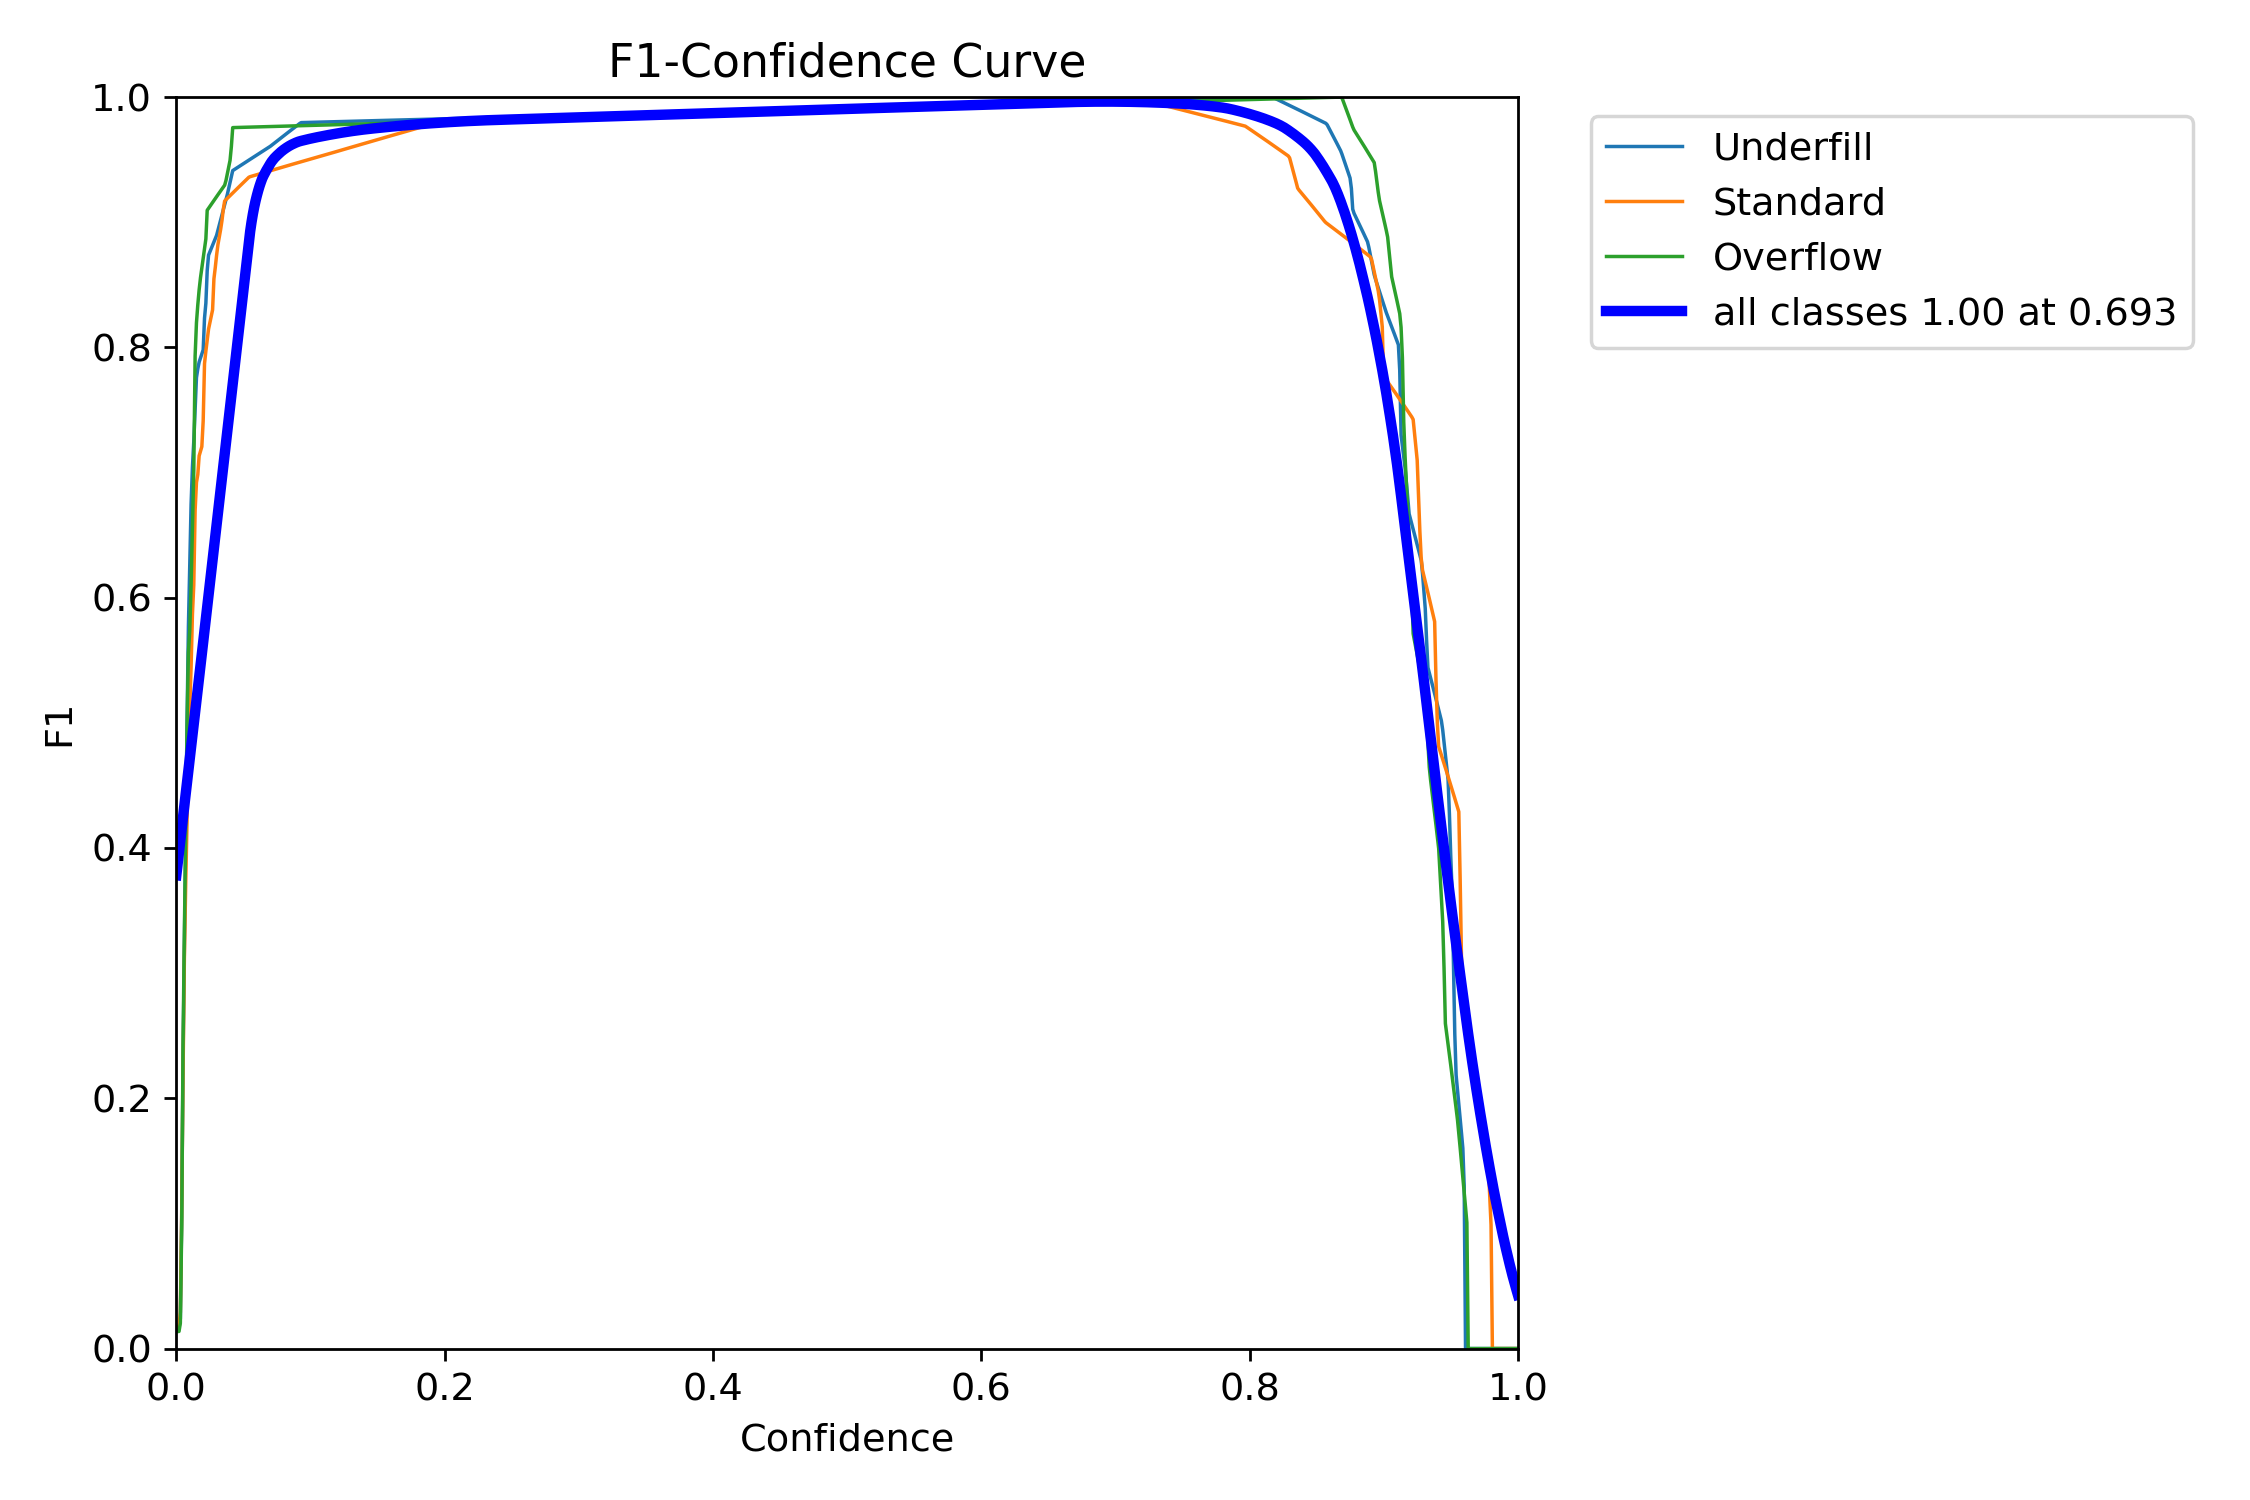 F1-Confidence Curve
1.0
0.8
0.6
0.4
0.2
0.0
F1
0.0 0.2 0.4 0.6 0.8 1.0
Confidence
Underfill
Standard
Overflow
all classes 1.00 at 0.693